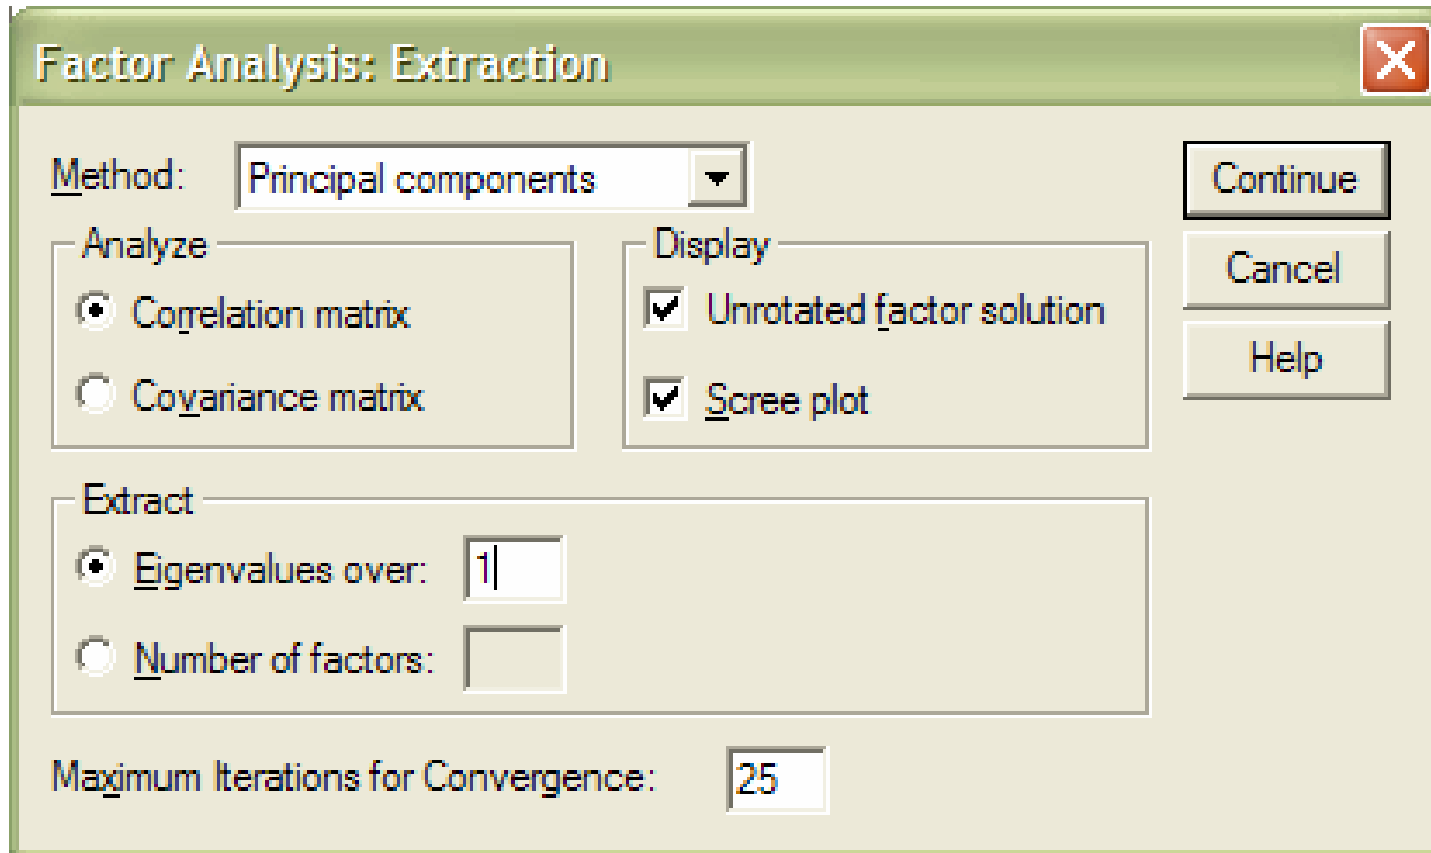 Factor Analysis: Extraction
Method: Principal components
Continue
Analyze
Display
Cancel
Correlation matrix
Unrotated factor solution
Help
Covariance matrix
Scree plot
Extract
Eigenvalues over: 1
Number of factors:
Maximum Iterations for Convergence: 25